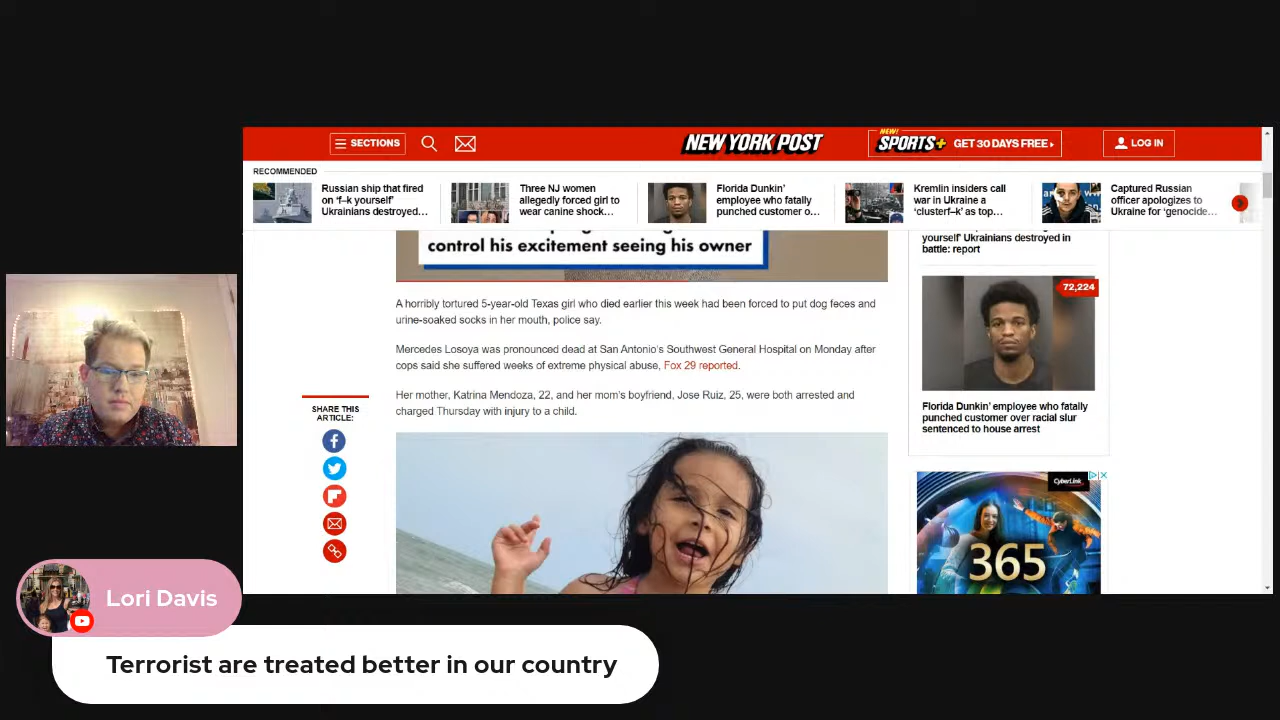 SECTIONS
NEW YORK POST
NEW!
SPORTS+ GET 30 DAYS FREE
LOG IN
RECOMMENDED
Russian ship that fired
on ‘f–k yourself’
Ukrainians destroyed...
Three NJ women
allegedly forced girl to
wear canine shock...
Florida Dunkin’
employee who fatally
punched customer o...
Kremlin insiders call
war in Ukraine a
‘clusterf–k’ as top...
Captured Russian
officer apologizes to
Ukraine for ‘genocide...
control his excitement seeing his owner
A horribly tortured 5-year-old Texas girl who died earlier this week had been forced to put dog feces and
urine-soaked socks in her mouth, police say.
Mercedes Losoya was pronounced dead at San Antonio’s Southwest General Hospital on Monday after
cops said she suffered weeks of extreme physical abuse, Fox 29 reported.
Her mother, Katrina Mendoza, 22, and her mom’s boyfriend, Jose Ruiz, 25, were both arrested and
charged Thursday with injury to a child.
SHARE THIS
ARTICLE:
yourself’ Ukrainians destroyed in
battle: report
72,224
Florida Dunkin’ employee who fatally
punched customer over racial slur
sentenced to house arrest
CyberLink
365
Lori Davis
Terrorist are treated better in our country